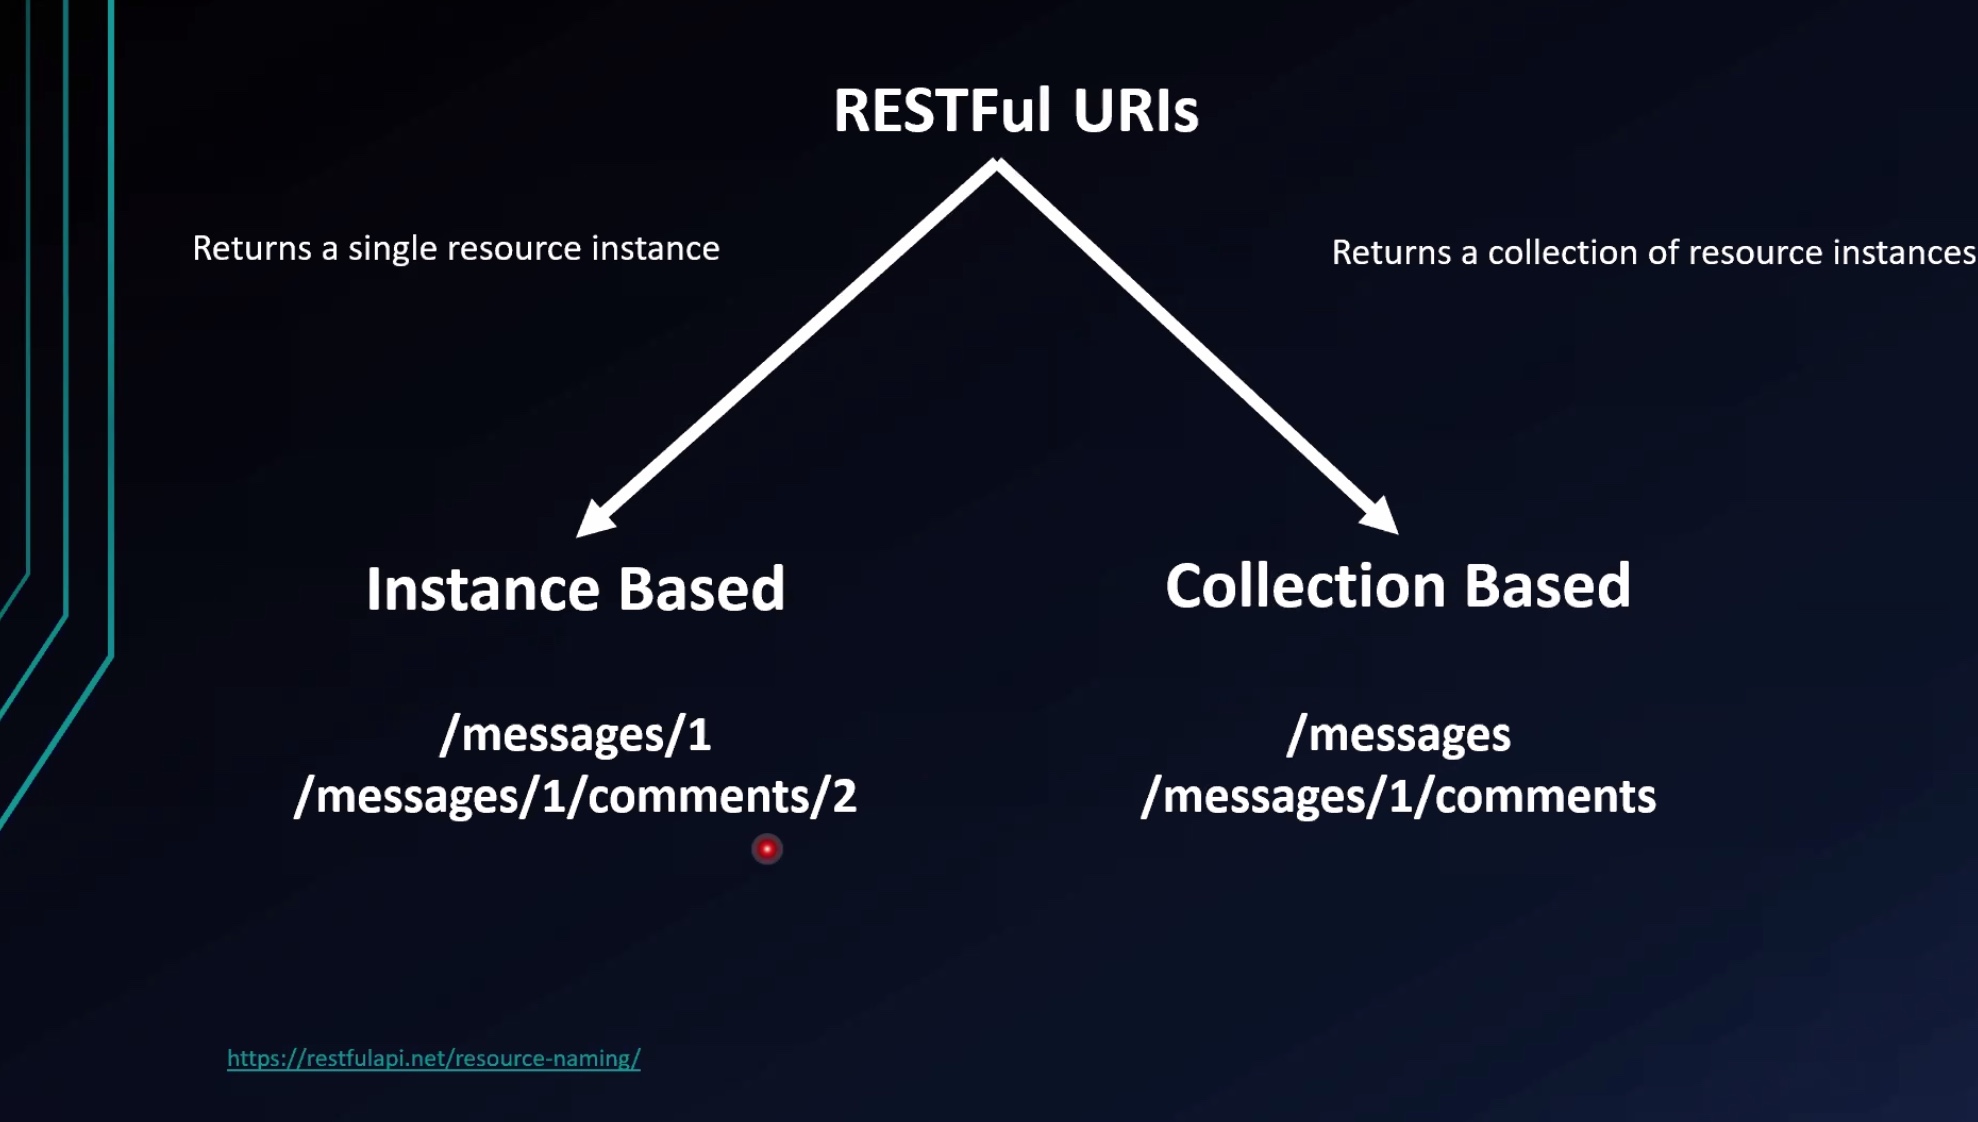 RESTFul URIs
Returns a single resource instance
Returns a collection of resource instances
Instance Based
Collection Based
/messages/1
/messages/1/comments/2
/messages
/messages/1/comments
https://restfulapi.net/resource-naming/